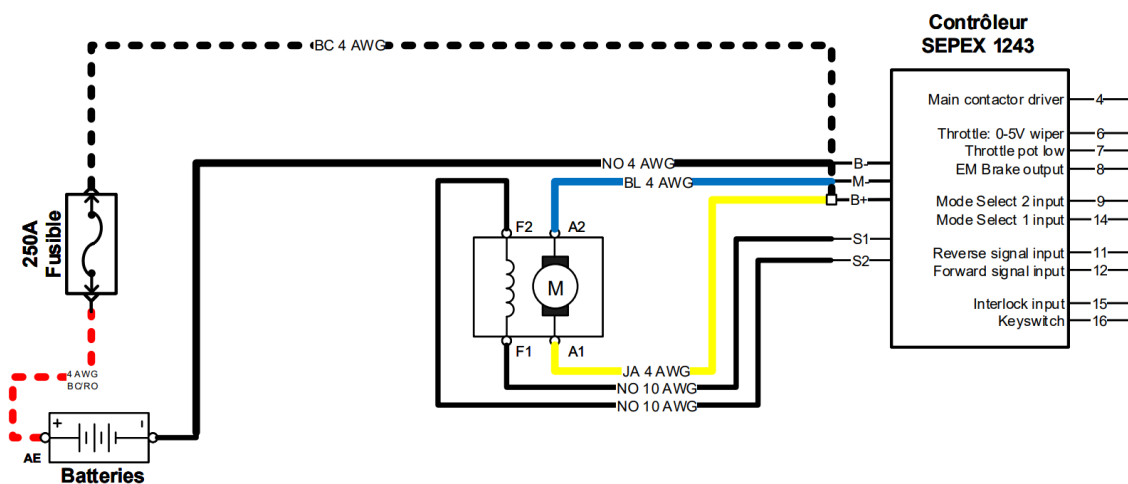 Contrôleur
SEPEX 1243
BC 4 AWG
Main contactor driver 4
Throttle: 0-5V wiper 6
Throttle pot low 7
EM Brake output 8
Mode Select 2 input 9
Mode Select 1 input 14
Reverse signal input 11
Forward signal input 12
Interlock input 15
Keyswitch 16
NO 4 AWG B-
BL 4 AWG M-
B+
S1
S2
250A
Fusible
F2 A2
M
F1 A1
JA 4 AWG
NO 10 AWG
NO 10 AWG
4 AWG
BC/RO
+ -
AE
Batteries